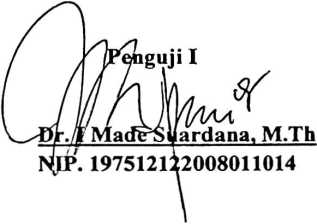 Penguji I
Dr. I Made Suardana, M.Th
NIP. 197512122008011014